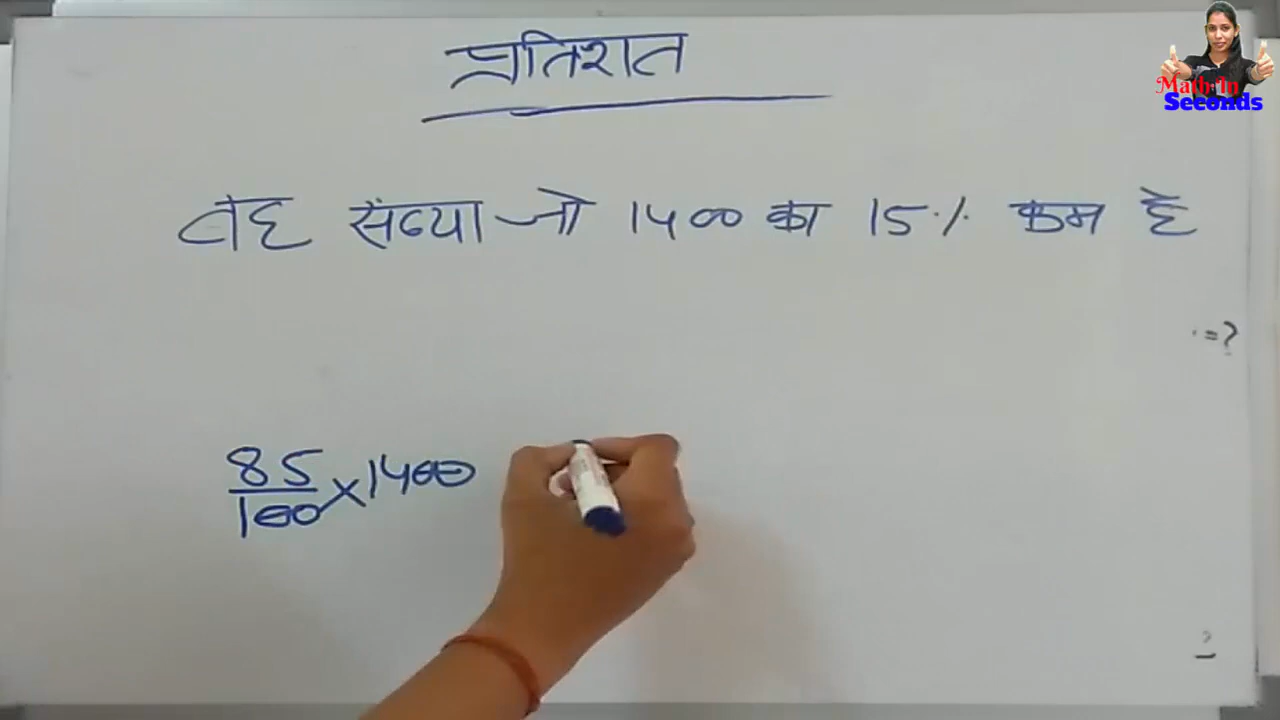 प्रतिशत
Math In
Seconds
वह संख्या जो 1400 का 15% कम है
=?
85
100 × 1400